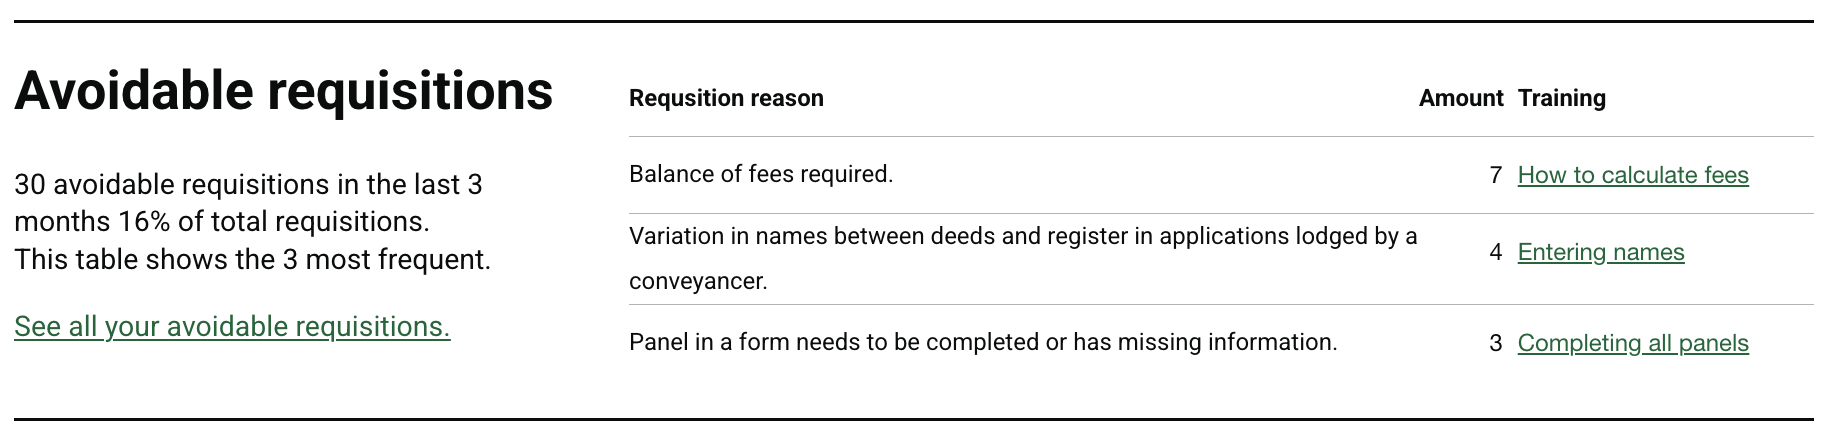 Avoidable requisitions
30 avoidable requisitions in the last 3
months 16% of total requisitions.
This table shows the 3 most frequent.
See all your avoidable requisitions.
Requsition reason Amount Training
Balance of fees required. 7 How to calculate fees
Variation in names between deeds and register in applications lodged by a
conveyancer. 4 Entering names
Panel in a form needs to be completed or has missing information. 3 Completing all panels